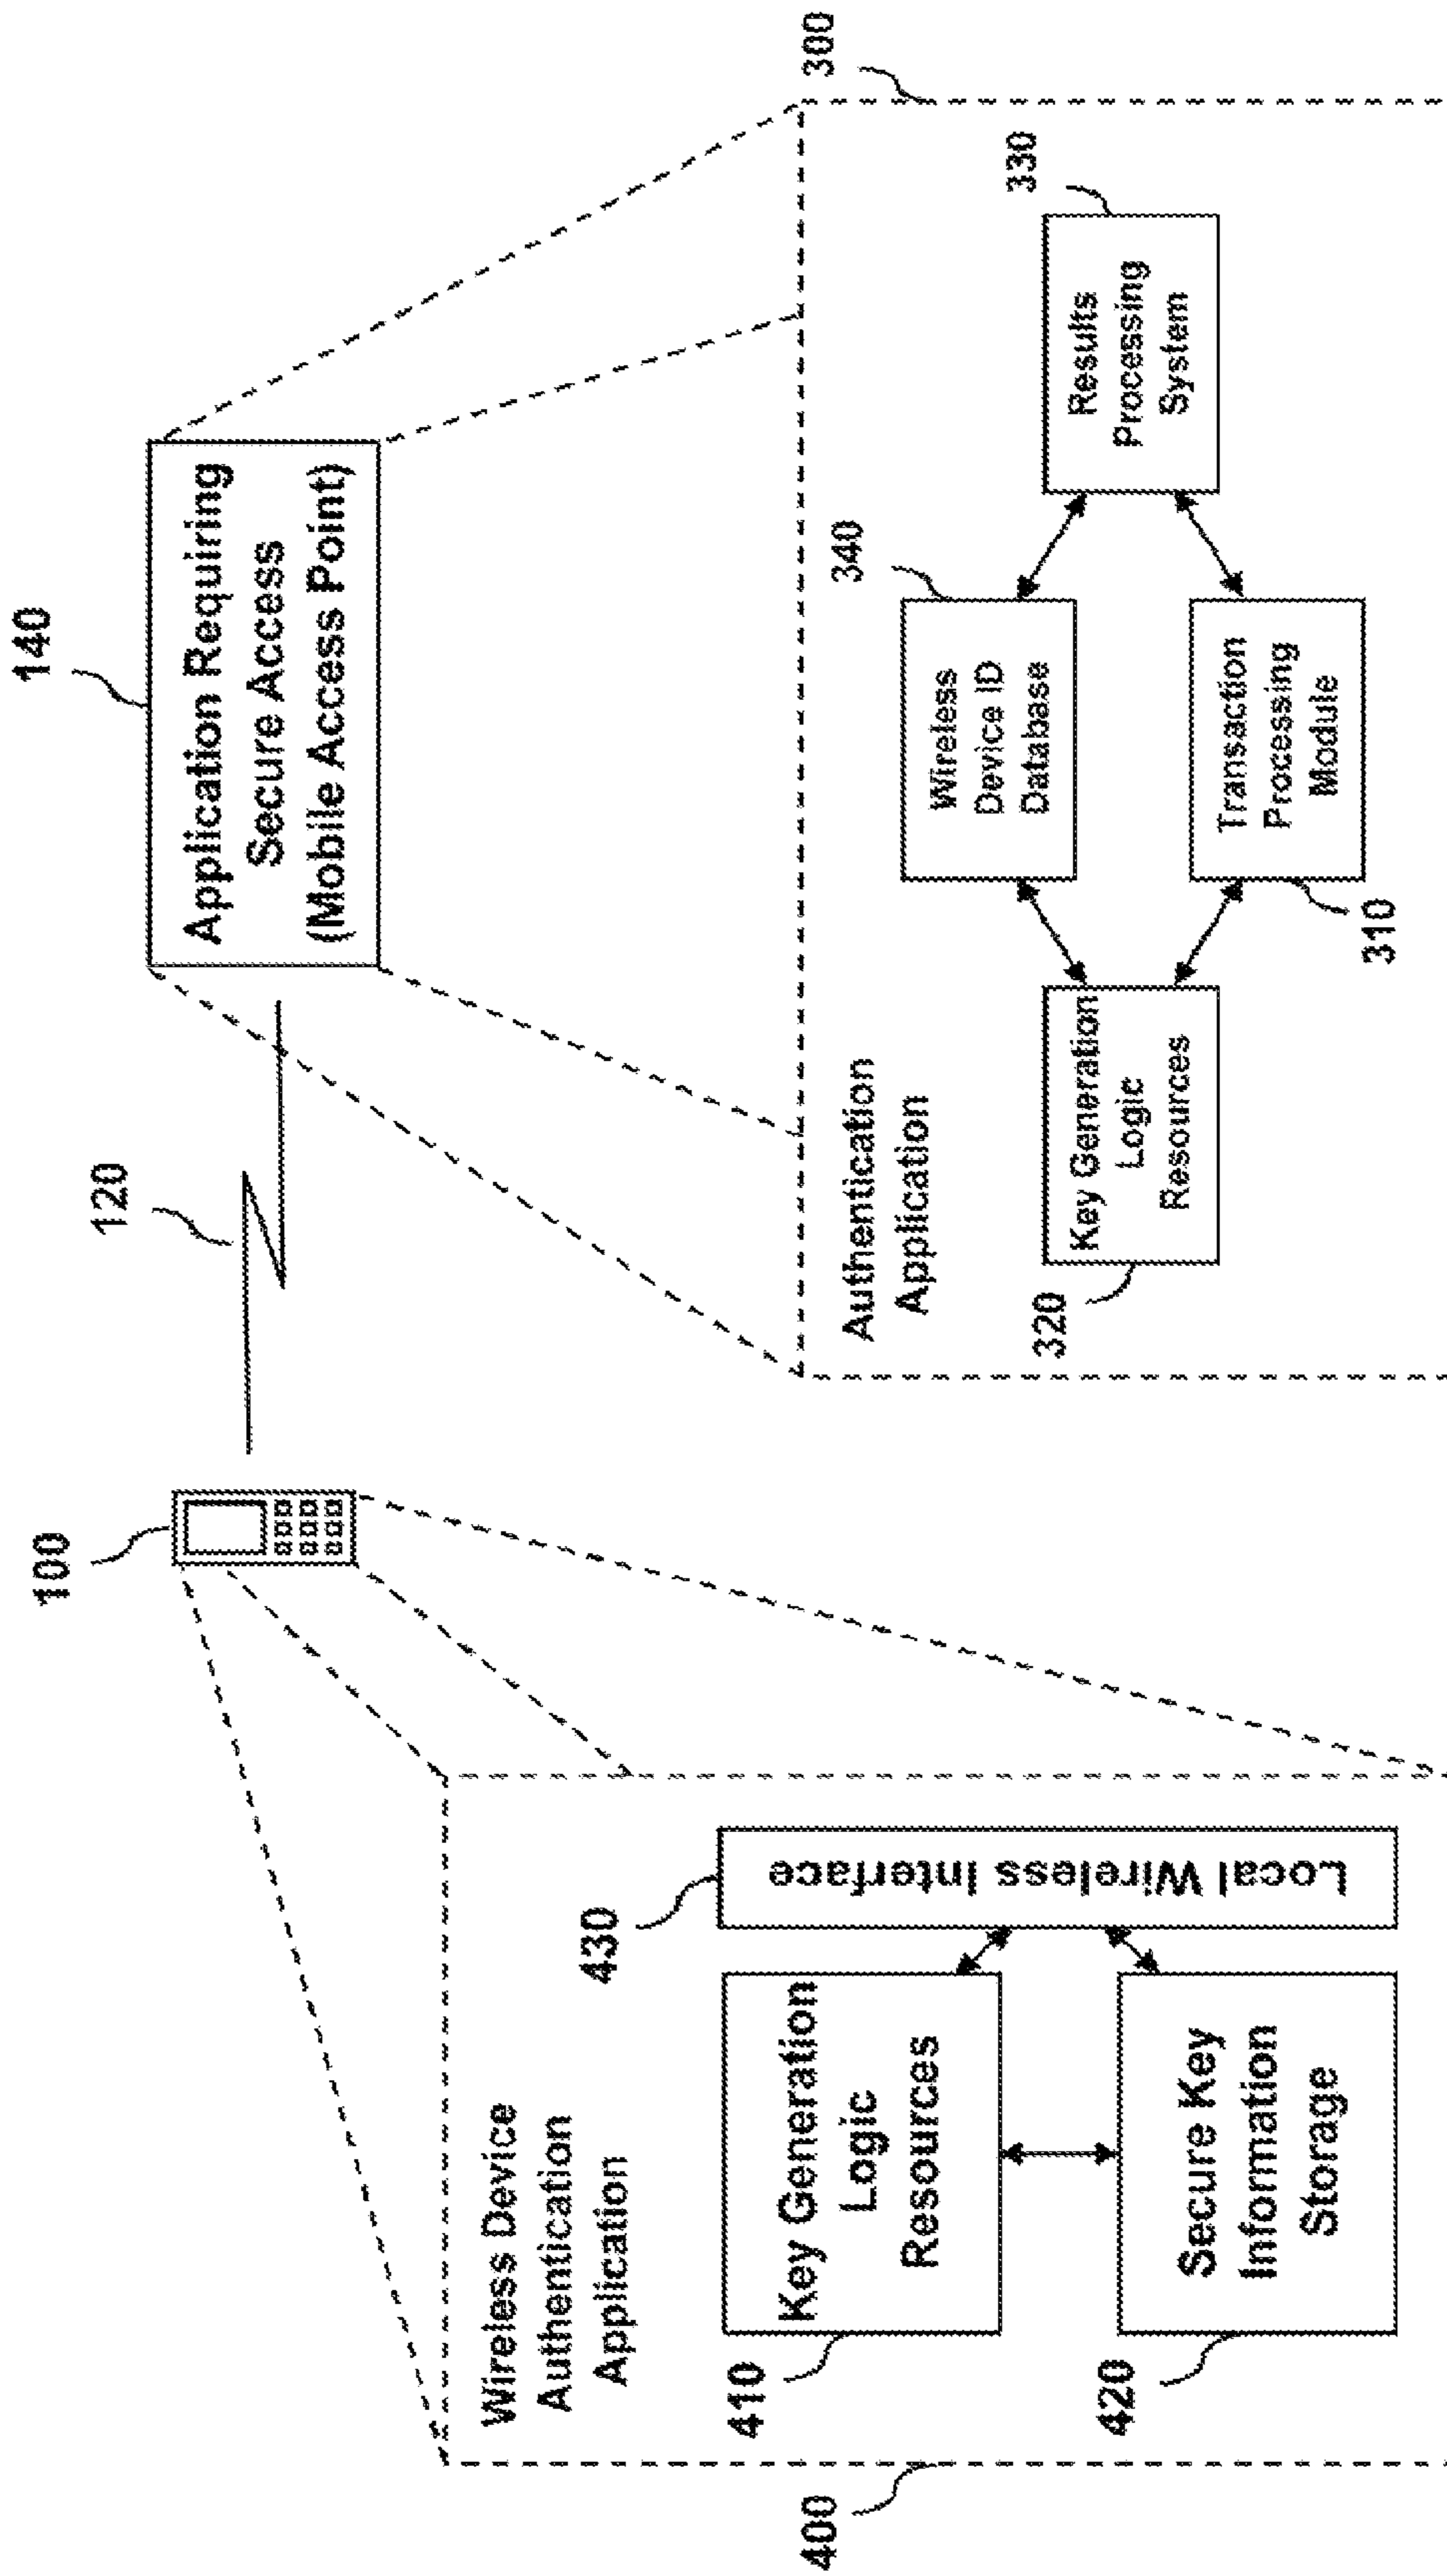 100
120
140
Application Requiring
Secure Access
(Mobile Access Point)
Wireless Device
Authentication
Application
430
Local Wireless Interface
Key Generation
Logic
Resources
410
Secure Key
Information
Storage
420
400
300
Authentication
Application
340
Wireless
Device ID
Database
330
Results
Processing
System
Key Generation
Logic
Resources
320
Transaction
Processing
Module
310